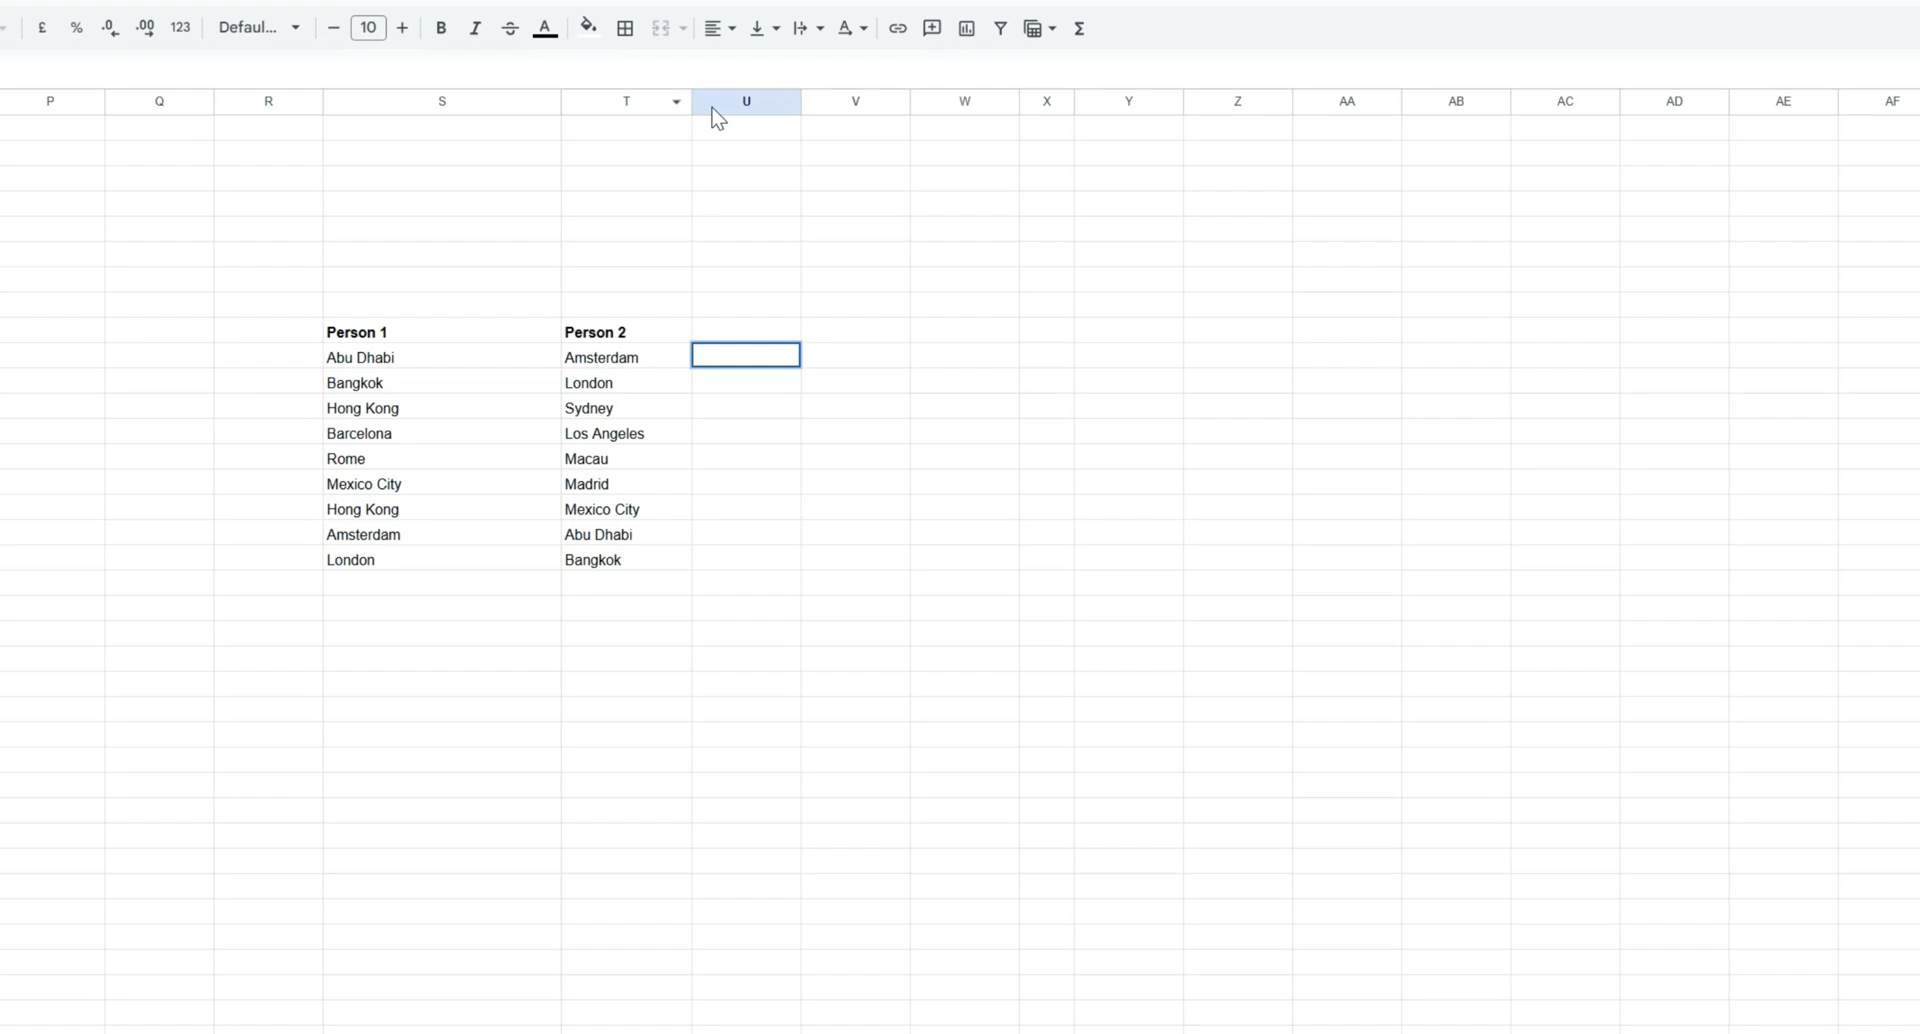 £ % .0 .00 123 Defaul... 10 B I S A A Σ
P Q R S T U V W X Y Z AA AB AC AD AE AF
Person 1 Person 2
Abu Dhabi Amsterdam
Bangkok London
Hong Kong Sydney
Barcelona Los Angeles
Rome Macau
Mexico City Madrid
Hong Kong Mexico City
Amsterdam Abu Dhabi
London Bangkok